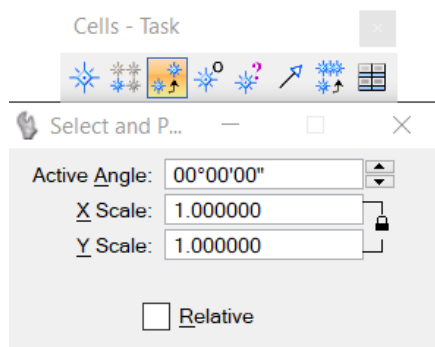 Cells - Task
Select and P...
Active Angle: 00°00'00"
X Scale: 1.000000
Y Scale: 1.000000
Relative